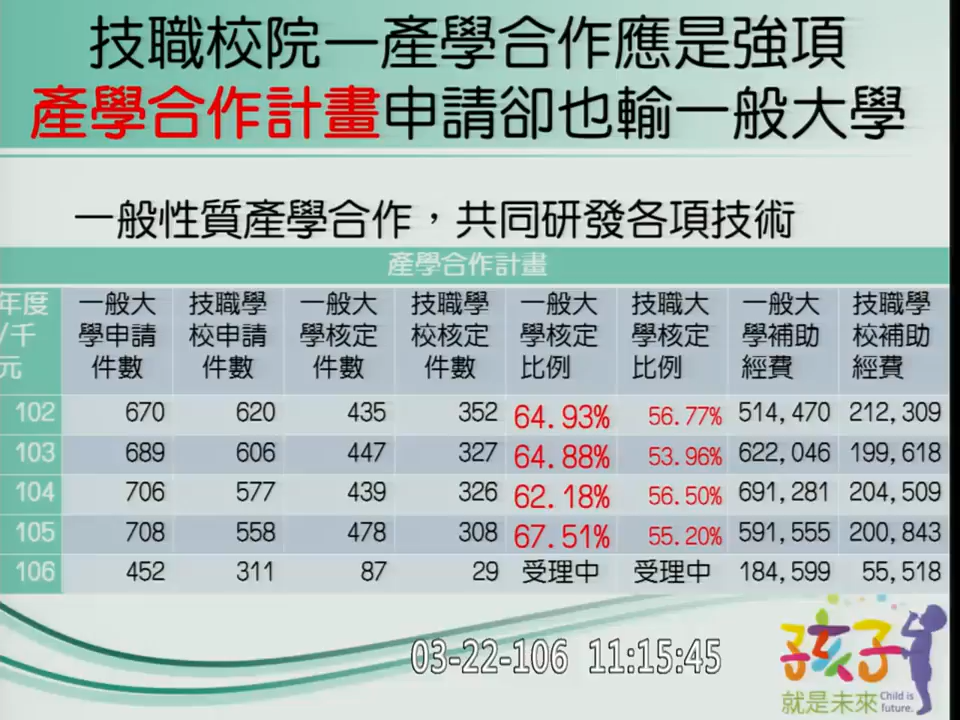 技職校院一產學合作應是強項
產學合作計畫申請卻也輸一般大學
一般性質產學合作，共同研發各項技術
產學合作計畫
年度/千元 一般大學申請件數 技職學校申請件數 一般大學核定件數 技職學校核定件數 一般大學核定比例 技職大學核定比例 一般大學補助經費 技職學校補助經費
102 670 620 435 352 64.93% 56.77% 514,470 212,309
103 689 606 447 327 64.88% 53.96% 622,046 199,618
104 706 577 439 326 62.18% 56.50% 691,281 204,509
105 708 558 478 308 67.51% 55.20% 591,555 200,843
106 452 311 87 29 受理中 受理中 184,599 55,518
03-22-106 11:15:45
孩子
就是未來 Child is future.